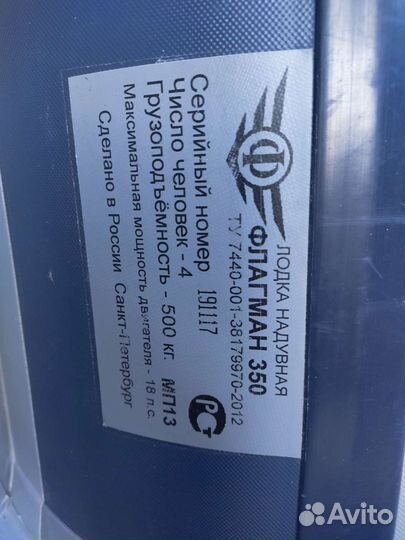 ЛОДКА НАДУВНАЯ
ФЛАГМАН 350
ТУ 7440-001-38179970-2012
Ф
Серийный номер 191117
Число человек - 4
Грузоподъёмность - 500 кг. МП13
Максимальная мощность двигателя - 18 л.с.
Сделано в России Санкт-Петербург
РСТ
Avito